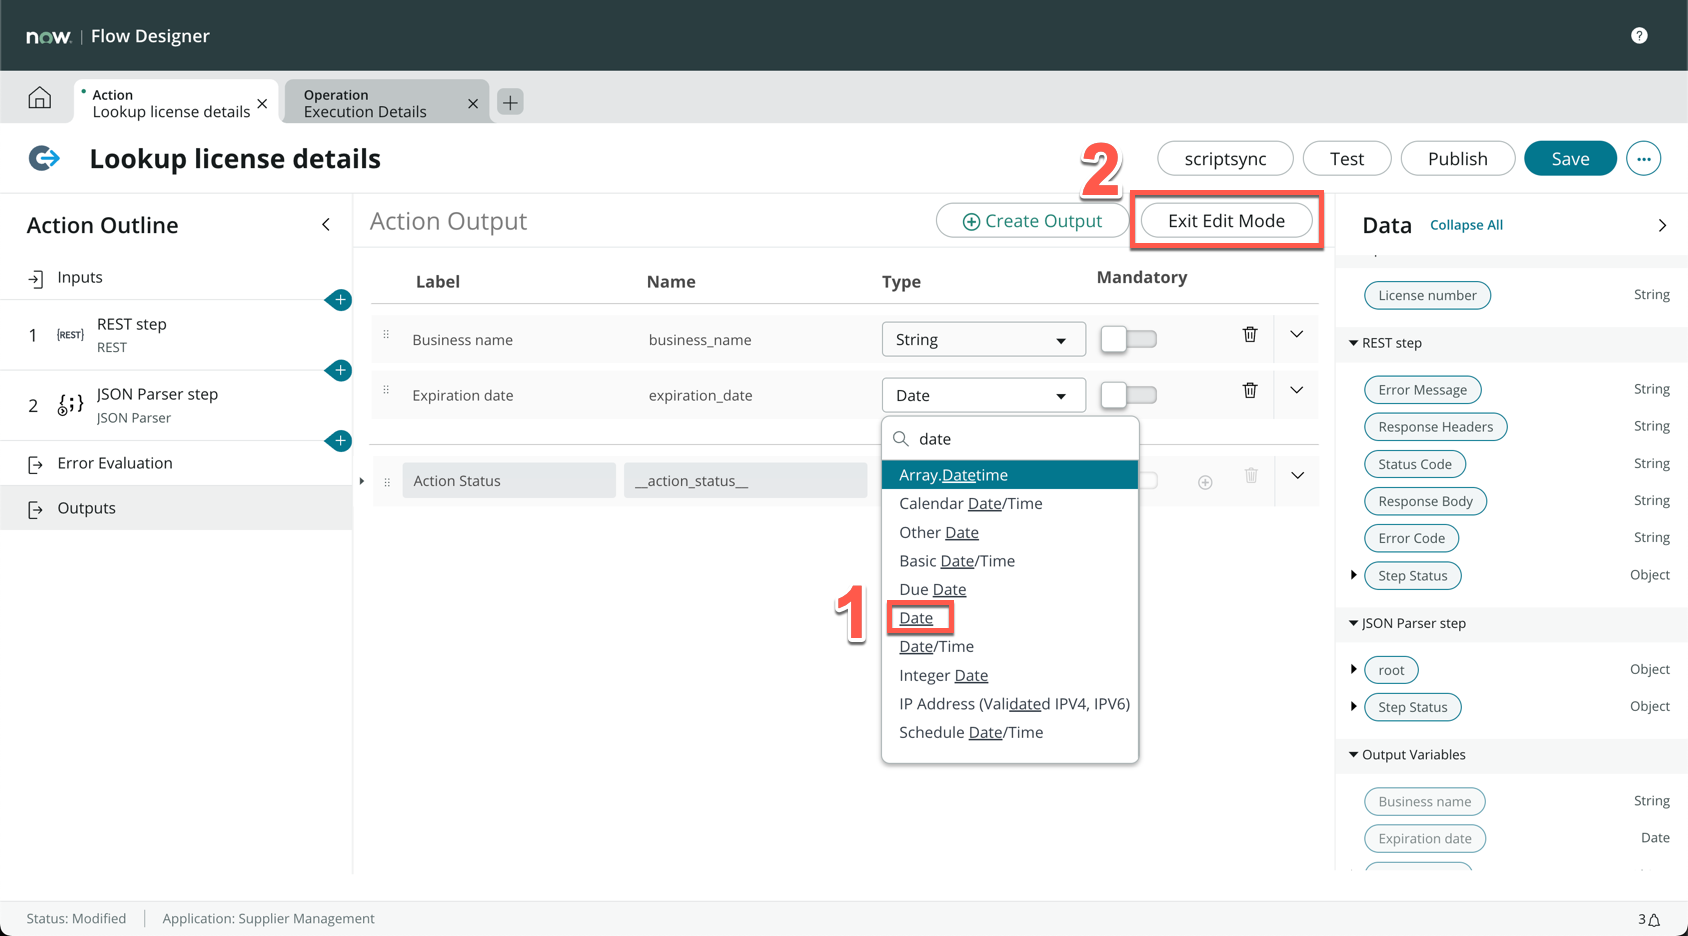 now. | Flow Designer
?
Action
Lookup license details
Operation
Execution Details
Lookup license details
scriptsync
Test
Publish
Save
2
Action Outline
Inputs
1
{REST}
REST step
REST
2
JSON Parser step
JSON Parser
Error Evaluation
Outputs
Action Output
Create Output
Exit Edit Mode
Label
Name
Type
Mandatory
Business name
business_name
String
Expiration date
expiration_date
Date
date
Action Status
__action_status__
Array.Datetime
Calendar Date/Time
Other Date
Basic Date/Time
Due Date
1
Date
Date/Time
Integer Date
IP Address (Validated IPV4, IPV6)
Schedule Date/Time
Data
Collapse All
License number
String
REST step
Error Message
String
Response Headers
String
Status Code
String
Response Body
String
Error Code
String
Step Status
Object
JSON Parser step
root
Object
Step Status
Object
Output Variables
Business name
String
Expiration date
Date
Status: Modified
Application: Supplier Management
3